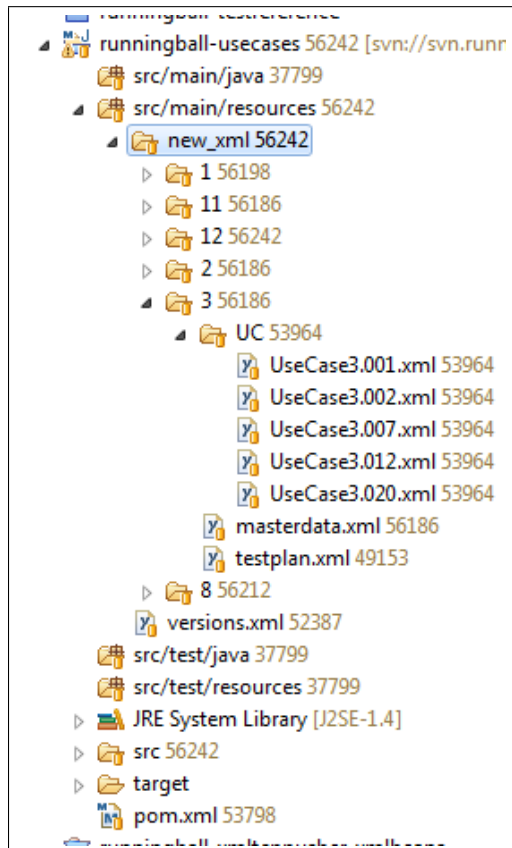 runningball-testreference
runningball-usecases 56242 [svn://svn.runn
src/main/java 37799
src/main/resources 56242
new_xml 56242
1 56198
11 56186
12 56242
2 56186
3 56186
UC 53964
UseCase3.001.xml 53964
UseCase3.002.xml 53964
UseCase3.007.xml 53964
UseCase3.012.xml 53964
UseCase3.020.xml 53964
masterdata.xml 56186
testplan.xml 49153
8 56212
versions.xml 52387
src/test/java 37799
src/test/resources 37799
JRE System Library [J2SE-1.4]
src 56242
target
pom.xml 53798